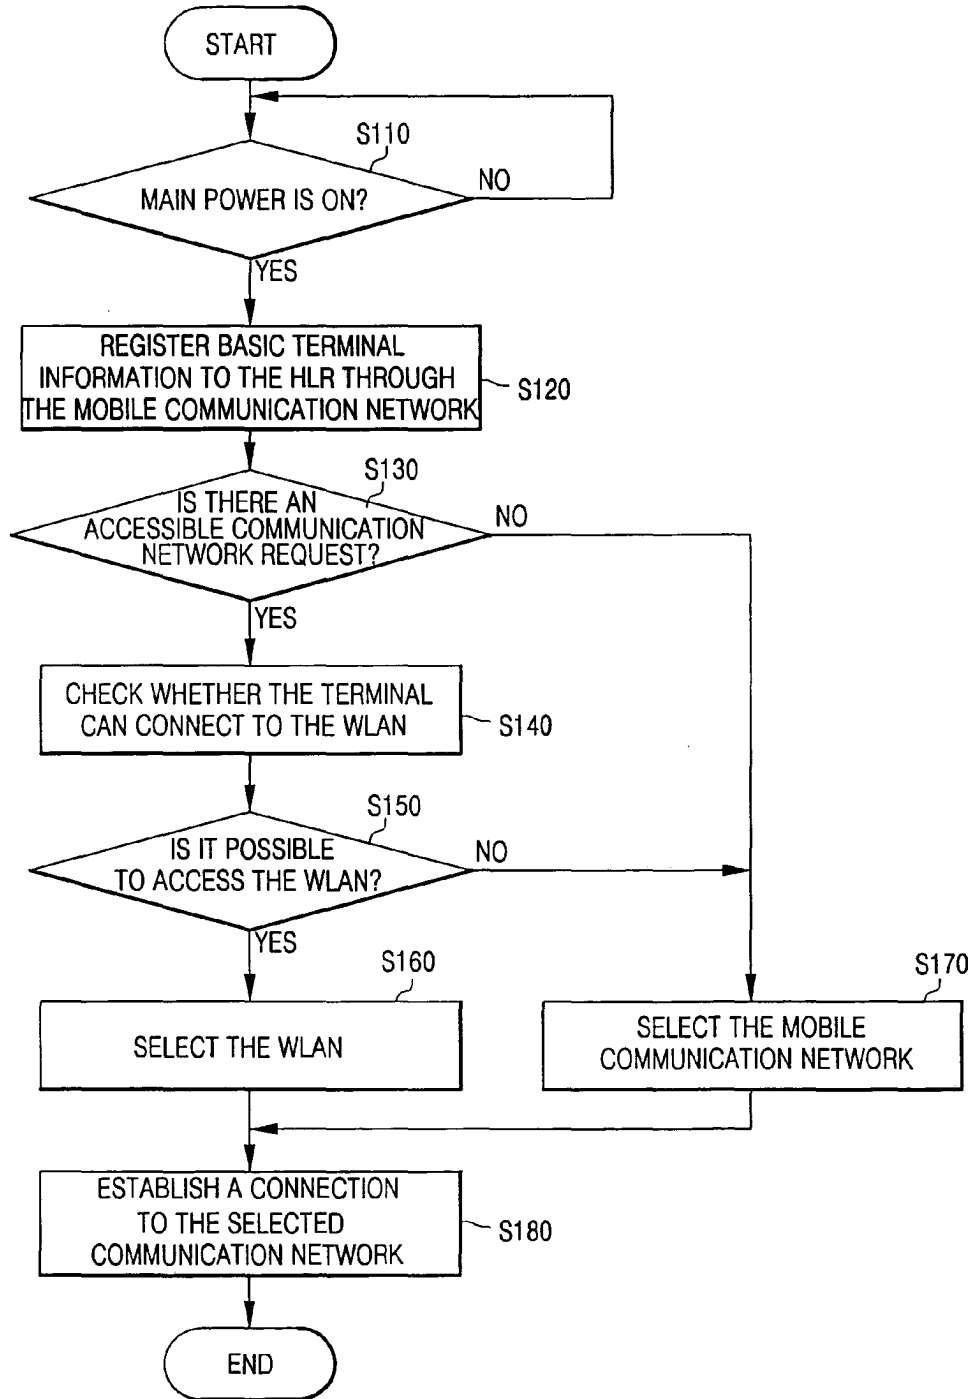 START
S110
MAIN POWER IS ON?
NO
YES
REGISTER BASIC TERMINAL
INFORMATION TO THE HLR THROUGH
THE MOBILE COMMUNICATION NETWORK
S120
S130
IS THERE AN
ACCESSIBLE COMMUNICATION
NETWORK REQUEST?
NO
YES
CHECK WHETHER THE TERMINAL
CAN CONNECT TO THE WLAN
S140
S150
IS IT POSSIBLE
TO ACCESS THE WLAN?
NO
YES
S160
SELECT THE WLAN
S170
SELECT THE MOBILE
COMMUNICATION NETWORK
ESTABLISH A CONNECTION
TO THE SELECTED
COMMUNICATION NETWORK
S180
END